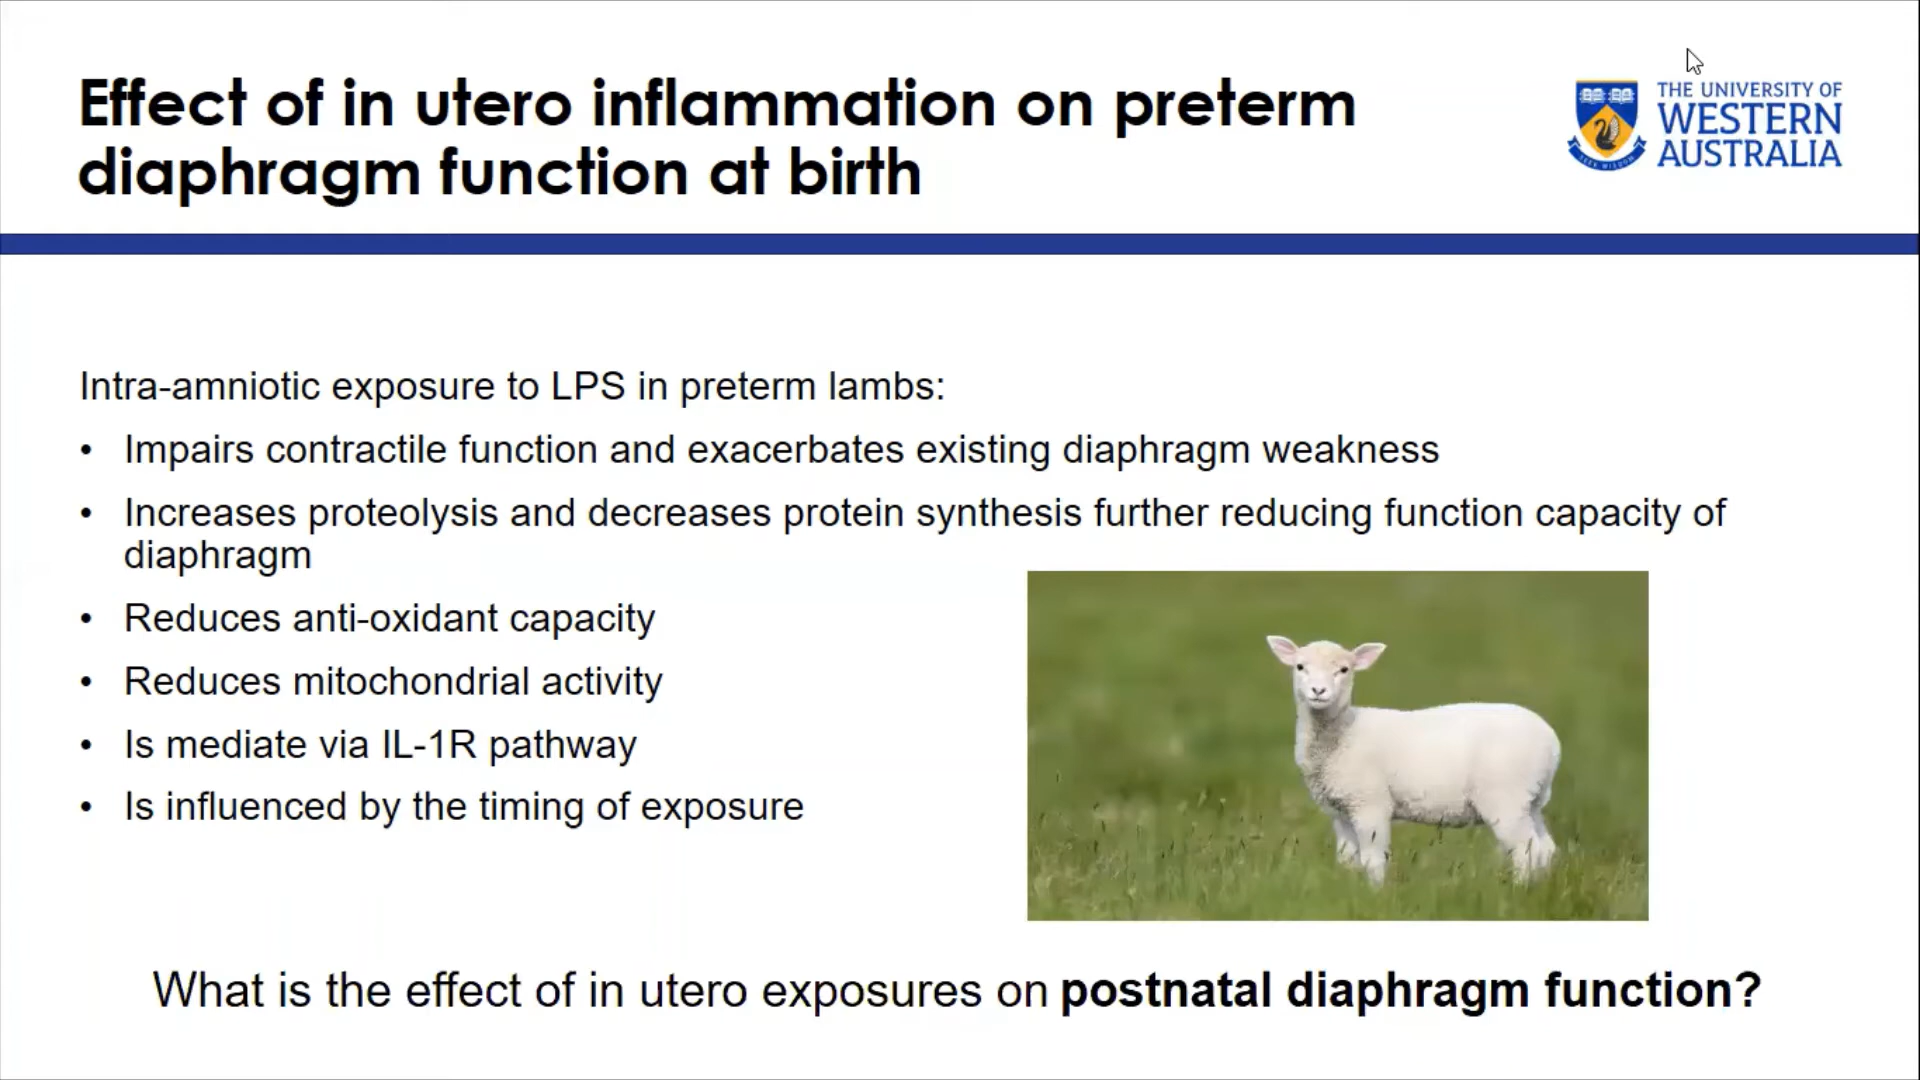 Effect of in utero inflammation on preterm
diaphragm function at birth
THE UNIVERSITY OF
WESTERN
AUSTRALIA
SEEK WISDOM
Intra-amniotic exposure to LPS in preterm lambs:
• Impairs contractile function and exacerbates existing diaphragm weakness
• Increases proteolysis and decreases protein synthesis further reducing function capacity of
diaphragm
• Reduces anti-oxidant capacity
• Reduces mitochondrial activity
• Is mediate via IL-1R pathway
• Is influenced by the timing of exposure
What is the effect of in utero exposures on postnatal diaphragm function?